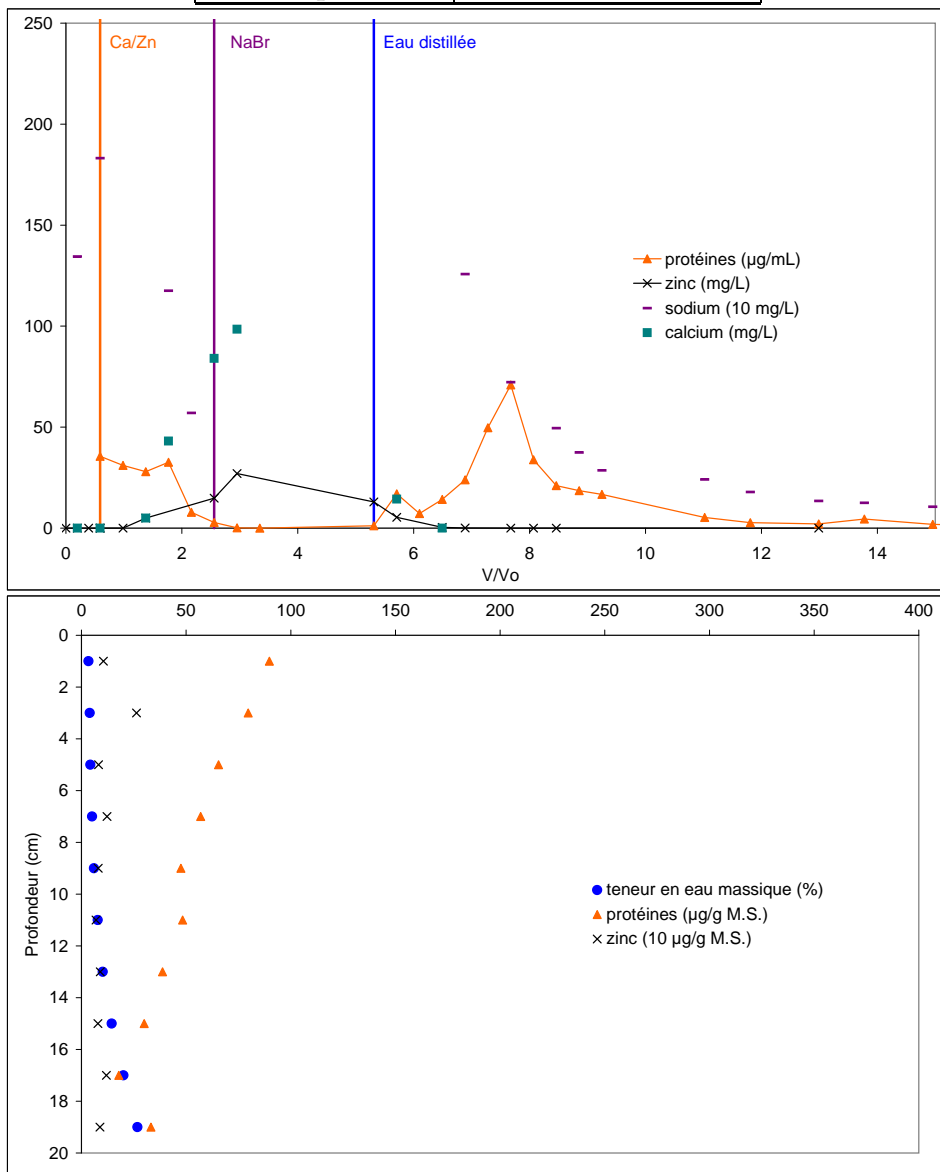 250
200
150
100
50
0
Ca/Zn
NaBr
Eau distillée
protéines (µg/mL)
zinc (mg/L)
sodium (10 mg/L)
calcium (mg/L)
0 2 4 6 8 10 12 14
V/Vo
0 50 100 150 200 250 300 350 400
0
2
4
6
8
10
12
14
16
18
20
Profondeur (cm)
teneur en eau massique (%)
protéines (µg/g M.S.)
zinc (10 µg/g M.S.)